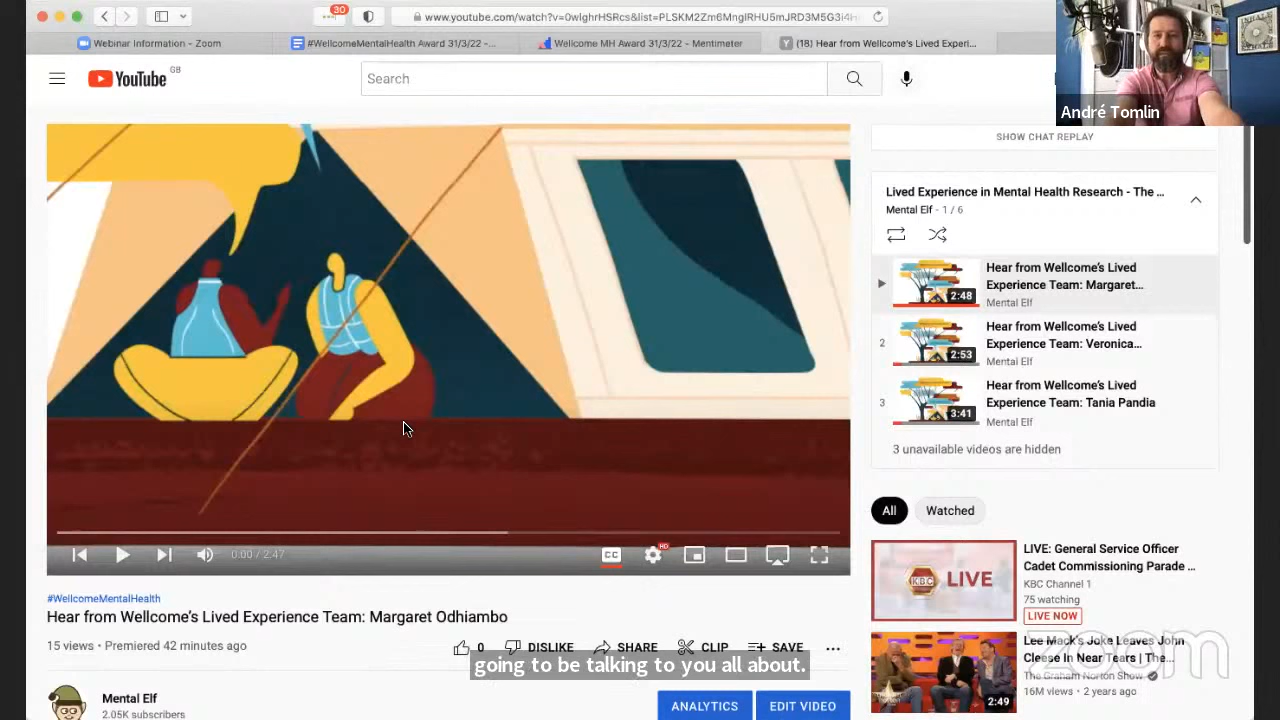 30
www.youtube.com/watch?v=0wlghrHSRcs&list=PLSKM2Zm6MnglRHU5mJRD3M5G3i4
Webinar Information - Zoom
#WellcomeMentalHealth Award 31/3/22 -...
Wellcome MH Award 31/3/22 - Mentimeter
(18) Hear from Wellcome's Lived Experi...
YouTube GB
Search
André Tomlin
SHOW CHAT REPLAY
Lived Experience in Mental Health Research - The ...
Mental Elf - 1 / 6
Hear from Wellcome's Lived
Experience Team: Margaret...
Mental Elf
2:48
2
Hear from Wellcome's Lived
Experience Team: Veronica...
Mental Elf
2:53
3
Hear from Wellcome's Lived
Experience Team: Tania Pandia
Mental Elf
3:41
3 unavailable videos are hidden
All
Watched
0:00 / 2:47
CC
HD
KBC LIVE
LIVE: General Service Officer
Cadet Commissioning Parade ...
KBC Channel 1
75 watching
LIVE NOW
#WellcomeMentalHealth
Hear from Wellcome's Lived Experience Team: Margaret Odhiambo
15 views • Premiered 42 minutes ago
0
DISLIKE
SHARE
CLIP
SAVE
going to be talking to you all about.
Lee Mack's Joke Leaves John
Cleese In Near Tears | The...
The Graham Norton Show
16M views • 2 years ago
2:49
zoom
Mental Elf
2.05K subscribers
ANALYTICS
EDIT VIDEO